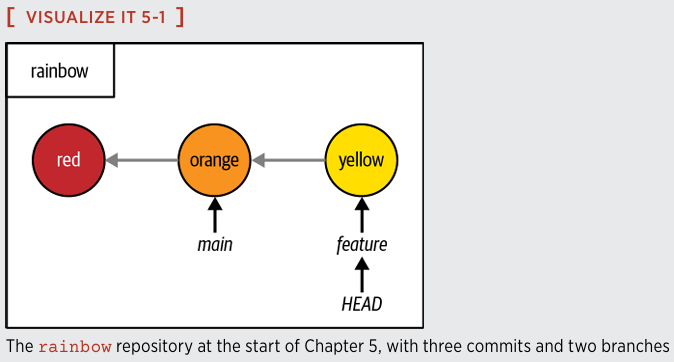 [ VISUALIZE IT 5-1 ]
rainbow
red
orange
yellow
main
feature
HEAD
The rainbow repository at the start of Chapter 5, with three commits and two branches